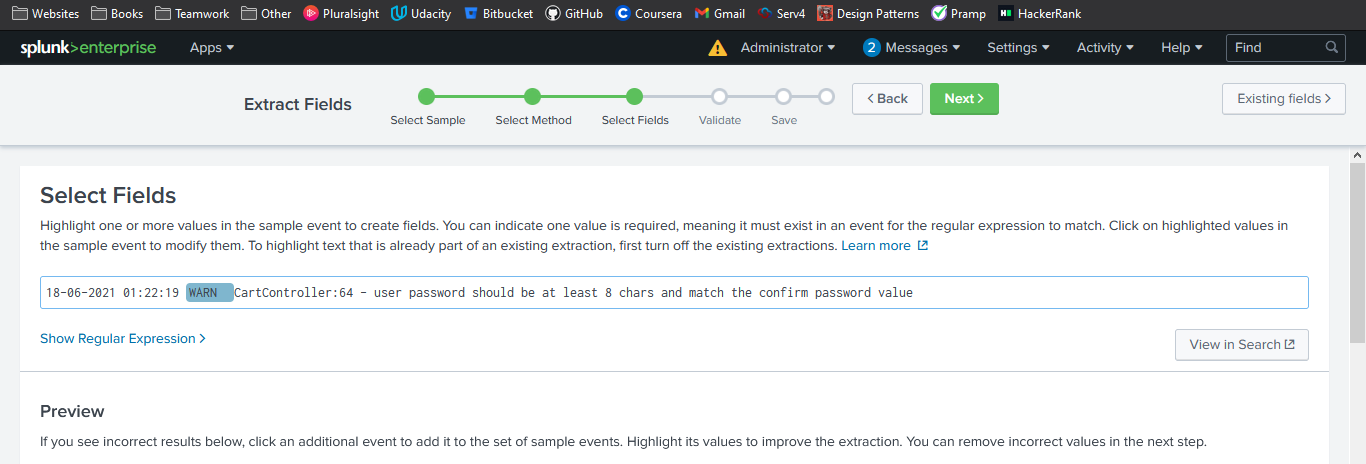 Websites Books Teamwork Other Pluralsight Udacity Bitbucket GitHub Coursera Gmail Serv4 Design Patterns Pramp HackerRank
splunk>enterprise Apps Administrator 2 Messages Settings Activity Help Find
Extract Fields Select Sample Select Method Select Fields Validate Save < Back Next > Existing fields >
Select Fields
Highlight one or more values in the sample event to create fields. You can indicate one value is required, meaning it must exist in an event for the regular expression to match. Click on highlighted values in
the sample event to modify them. To highlight text that is already part of an existing extraction, first turn off the existing extractions. Learn more
18-06-2021 01:22:19 WARN CartController:64 - user password should be at least 8 chars and match the confirm password value
Show Regular Expression >
View in Search
Preview
If you see incorrect results below, click an additional event to add it to the set of sample events. Highlight its values to improve the extraction. You can remove incorrect values in the next step.